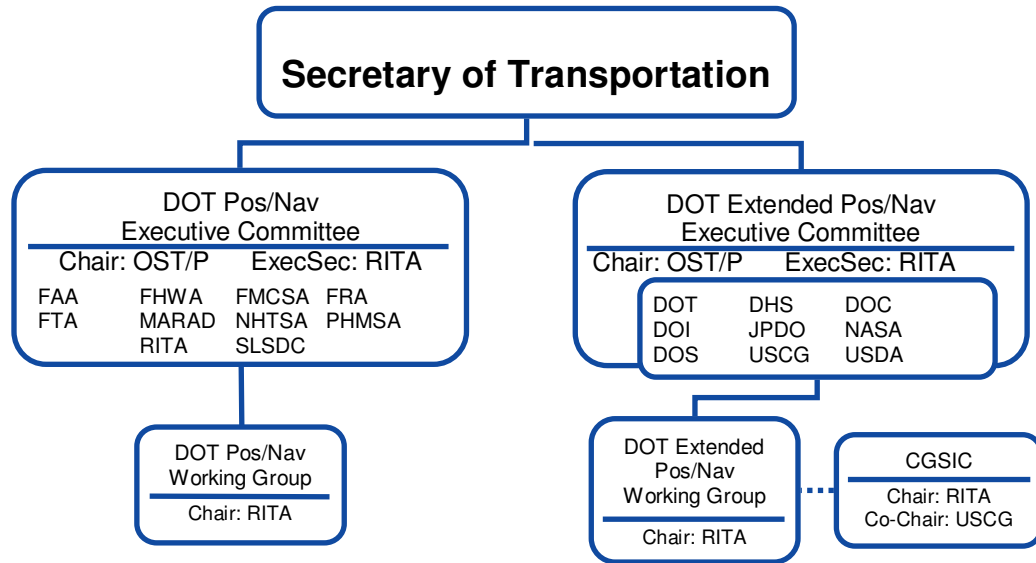 Secretary of Transportation
DOT Pos/Nav
Executive Committee
Chair: OST/P ExecSec: RITA
FAA FHWA FMCSA FRA
FTA MARAD NHTSA PHMSA
RITA SLSDC
DOT Extended Pos/Nav
Executive Committee
Chair: OST/P ExecSec: RITA
DOT DHS DOC
DOI JPDO NASA
DOS USCG USDA
DOT Pos/Nav
Working Group
Chair: RITA
DOT Extended
Pos/Nav
Working Group
Chair: RITA
CGSIC
Chair: RITA
Co-Chair: USCG